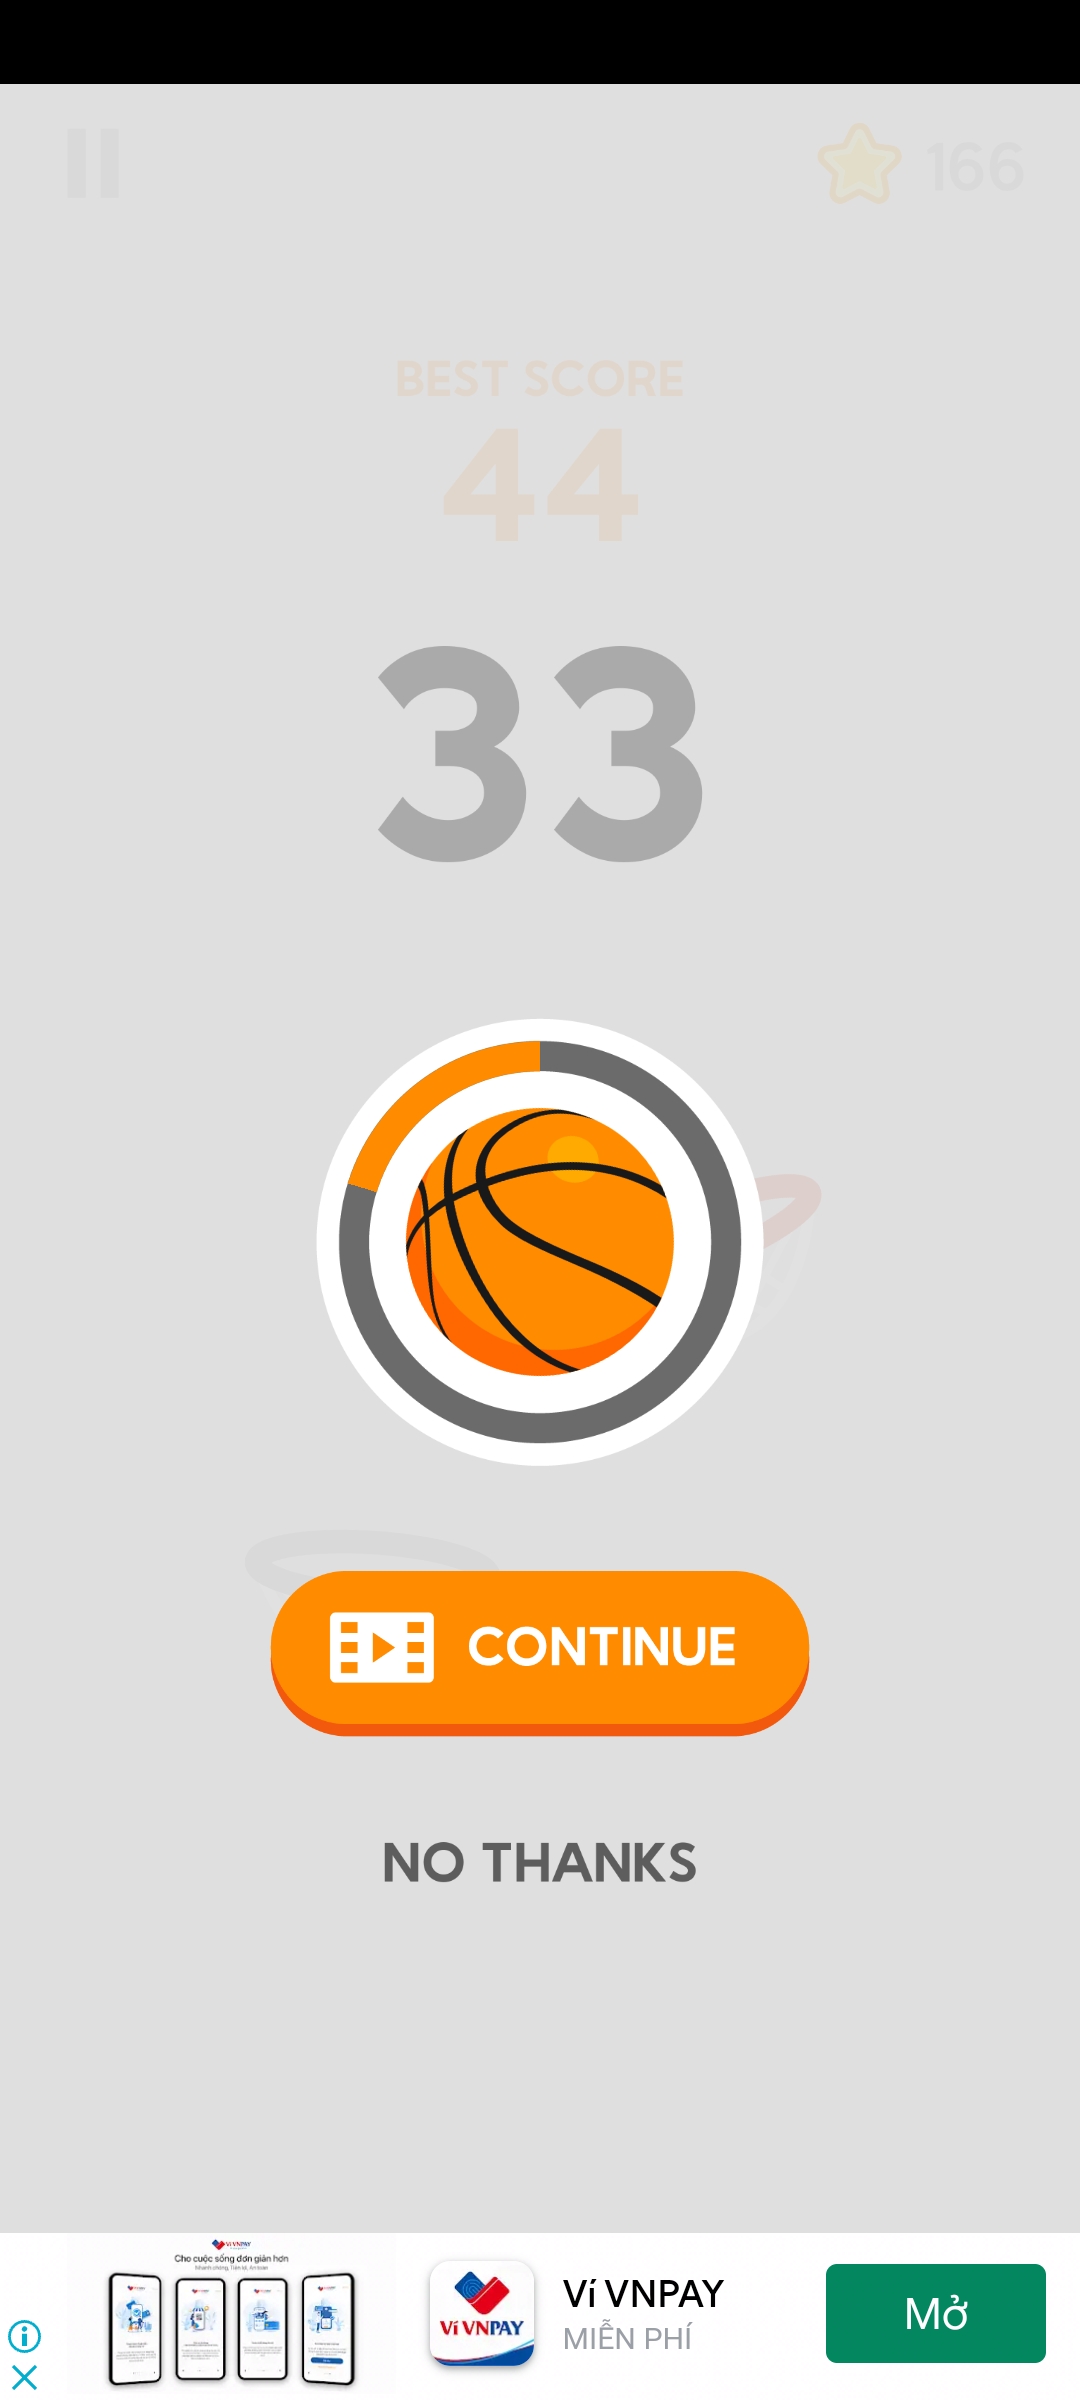 166
BEST SCORE
44
33
CONTINUE
NO THANKS
Ví VNPAY
Cho cuộc sống đơn giản hơn
Ví VNPAY
Ví VNPAY
MIỄN PHÍ
Mở